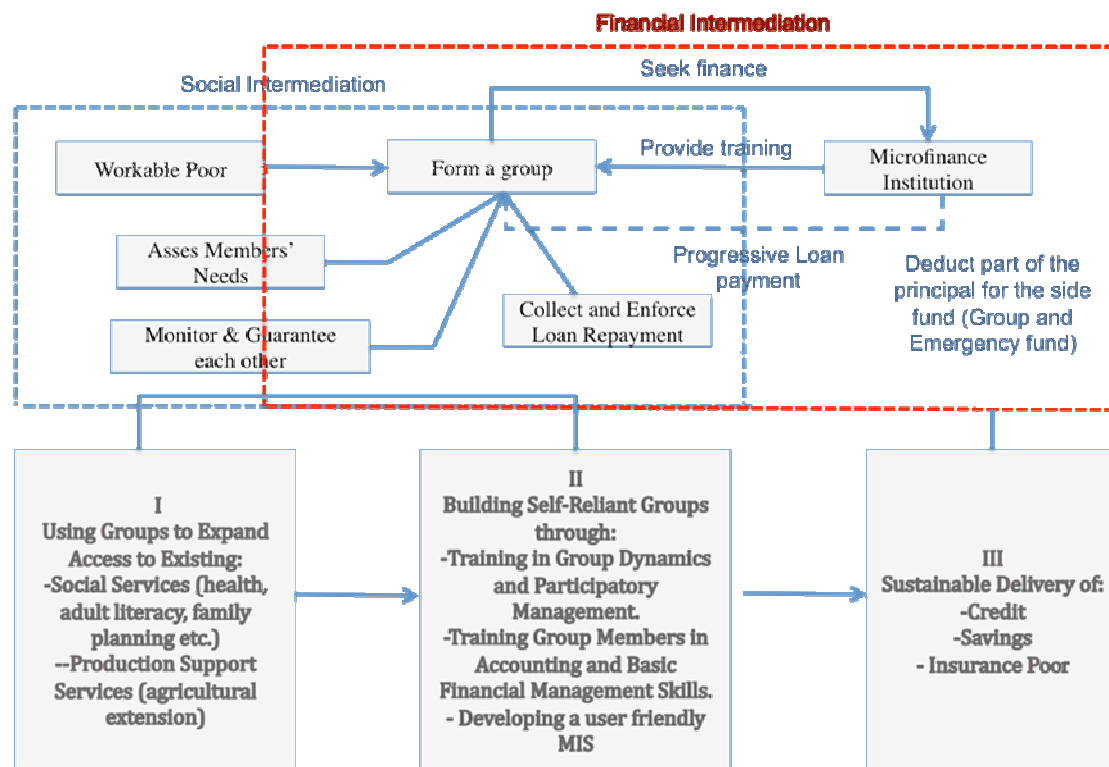 Financial Intermediation
Seek finance
Social Intermediation
Workable Poor
Form a group
Provide training
Microfinance
Institution
Asses Members'
Needs
Progressive Loan
payment
Deduct part of the
principal for the side
fund (Group and
Emergency fund)
Monitor & Guarantee
each other
Collect and Enforce
Loan Repayment
I
Using Groups to Expand
Access to Existing:
-Social Services (health,
adult literacy, family
planning etc.)
--Production Support
Services (agricultural
extension)
II
Building Self-Reliant Groups
through:
-Training in Group Dynamics
and Participatory
Management.
-Training Group Members in
Accounting and Basic
Financial Management Skills.
- Developing a user friendly
MIS
III
Sustainable Delivery of:
-Credit
-Savings
- Insurance Poor